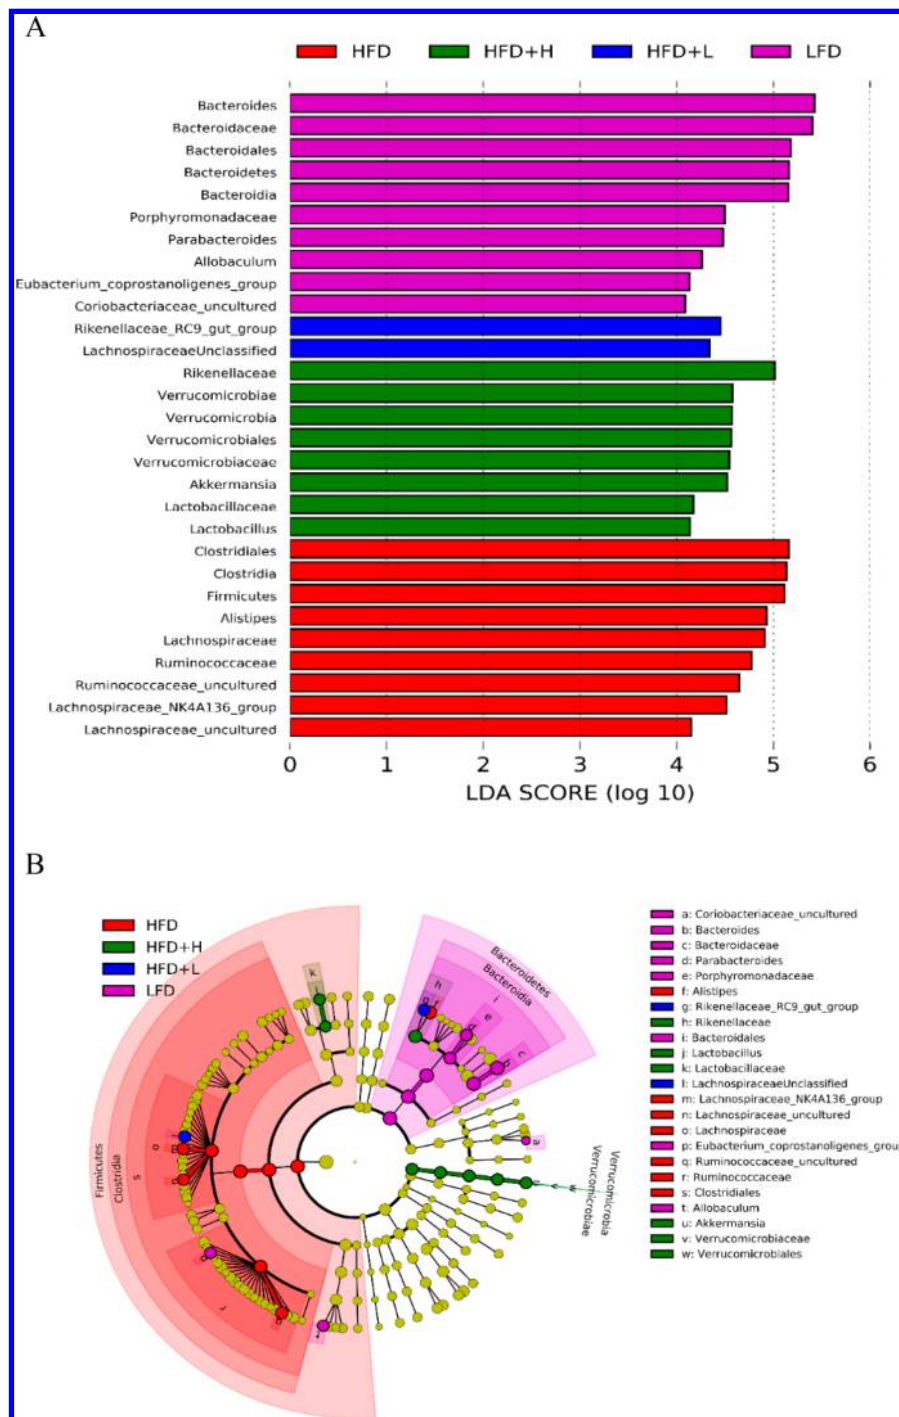 A
HFD HFD+H HFD+L LFD
Bacteroides
Bacteroidaceae
Bacteroidales
Bacteroidetes
Bacteroidia
Porphyromonadaceae
Parabacteroides
Allobaculum
Eubacterium_coprostanoligenes_group
Coriobacteriaceae_uncultured
Rikenellaceae_RC9_gut_group
LachnospiraceaeUnclassified
Rikenellaceae
Verrucomicrobiae
Verrucomicrobia
Verrucomicrobiales
Verrucomicrobiaceae
Akkermansia
Lactobacillaceae
Lactobacillus
Clostridiales
Clostridia
Firmicutes
Alistipes
Lachnospiraceae
Ruminococcaceae
Ruminococcaceae_uncultured
Lachnospiraceae_NK4A136_group
Lachnospiraceae_uncultured
0 1 2 3 4 5 6
LDA SCORE (log 10)
B
HFD
HFD+H
HFD+L
LFD
k
Bacteroidetes
Bacteroidia
h
i
g
f
e
d
c
b
a
Firmicutes
Clostridia
s
o
r
w
Verrucomicrobia
Verrucomicrobiae
a: Coriobacteriaceae_uncultured
b: Bacteroides
c: Bacteroidaceae
d: Parabacteroides
e: Porphyromonadaceae
f: Alistipes
g: Rikenellaceae_RC9_gut_group
h: Rikenellaceae
i: Bacteroidales
j: Lactobacillus
k: Lactobacillaceae
l: LachnospiraceaeUnclassified
m: Lachnospiraceae_NK4A136_group
n: Lachnospiraceae_uncultured
o: Lachnospiraceae
p: Eubacterium_coprostanoligenes_group
q: Ruminococcaceae_uncultured
r: Ruminococcaceae
s: Clostridiales
t: Allobaculum
u: Akkermansia
v: Verrucomicrobiaceae
w: Verrucomicrobiales